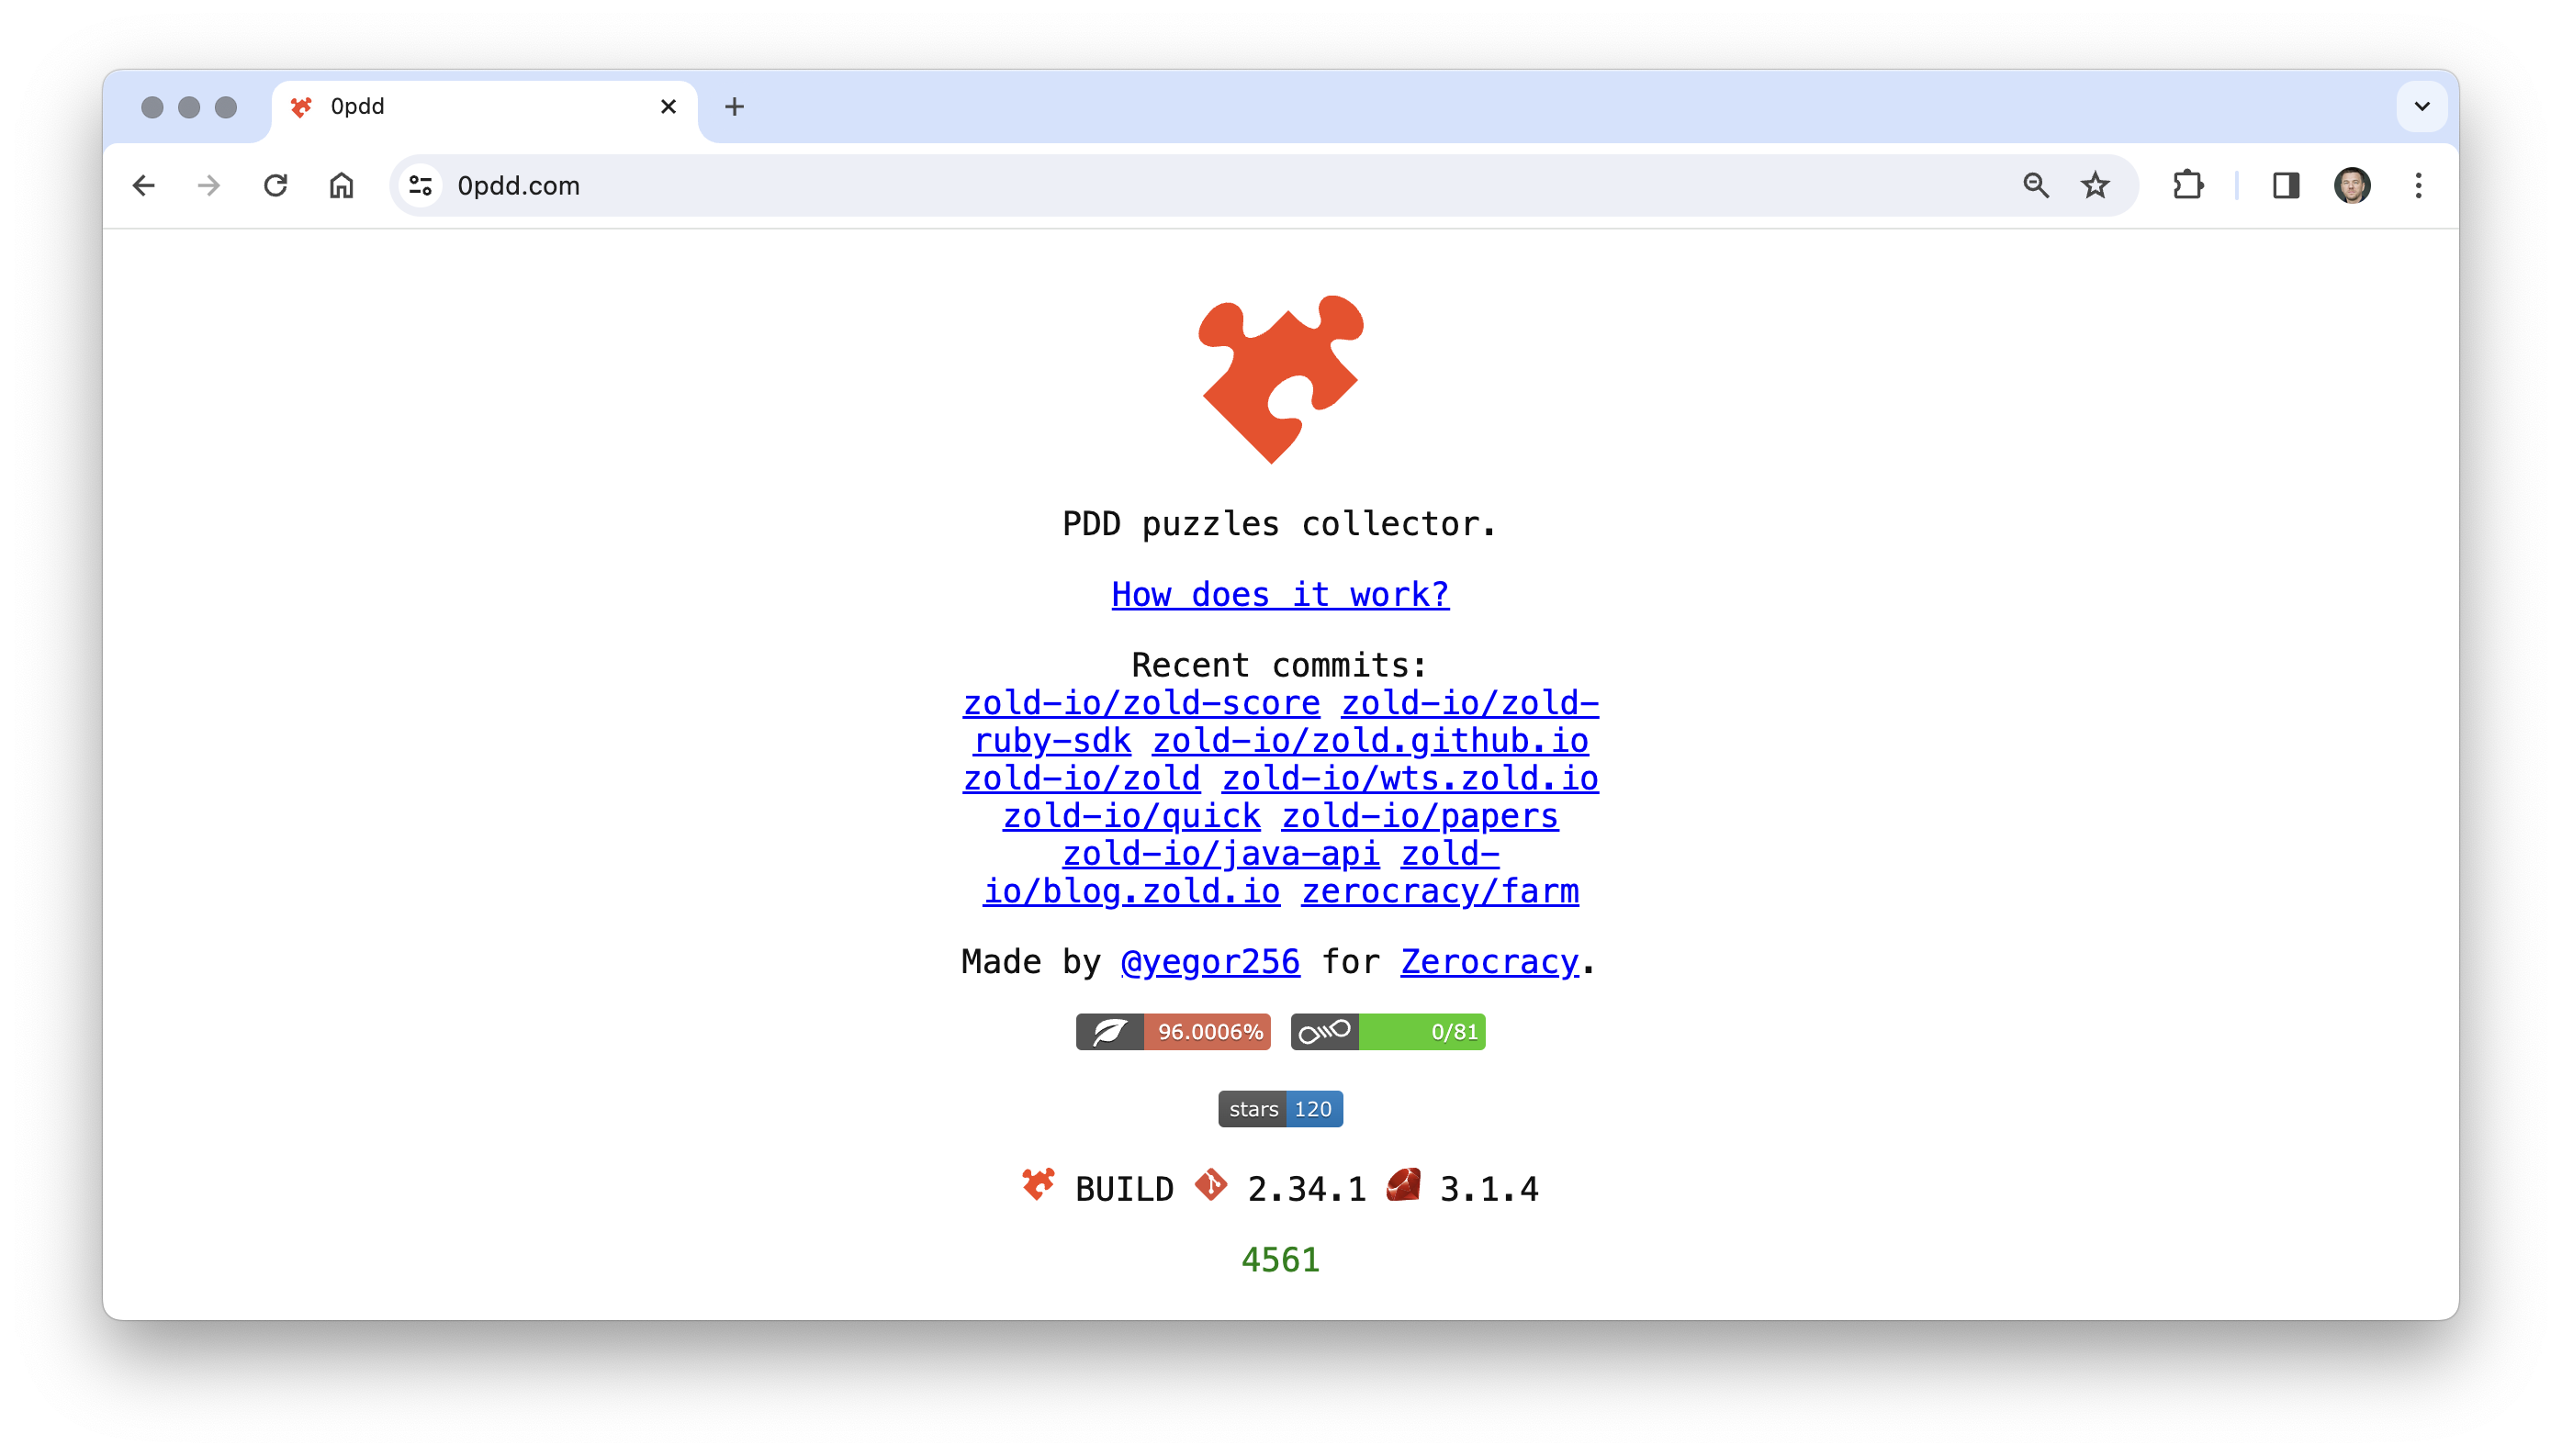 0pdd
0pdd.com
PDD puzzles collector.
How does it work?
Recent commits:
zold-io/zold-score zold-io/zold-
ruby-sdk zold-io/zold.github.io
zold-io/zold zold-io/wts.zold.io
zold-io/quick zold-io/papers
zold-io/java-api zold-
io/blog.zold.io zerocracy/farm
Made by @yegor256 for Zerocracy.
96.0006% 0/81
stars 120
BUILD 2.34.1 3.1.4
4561